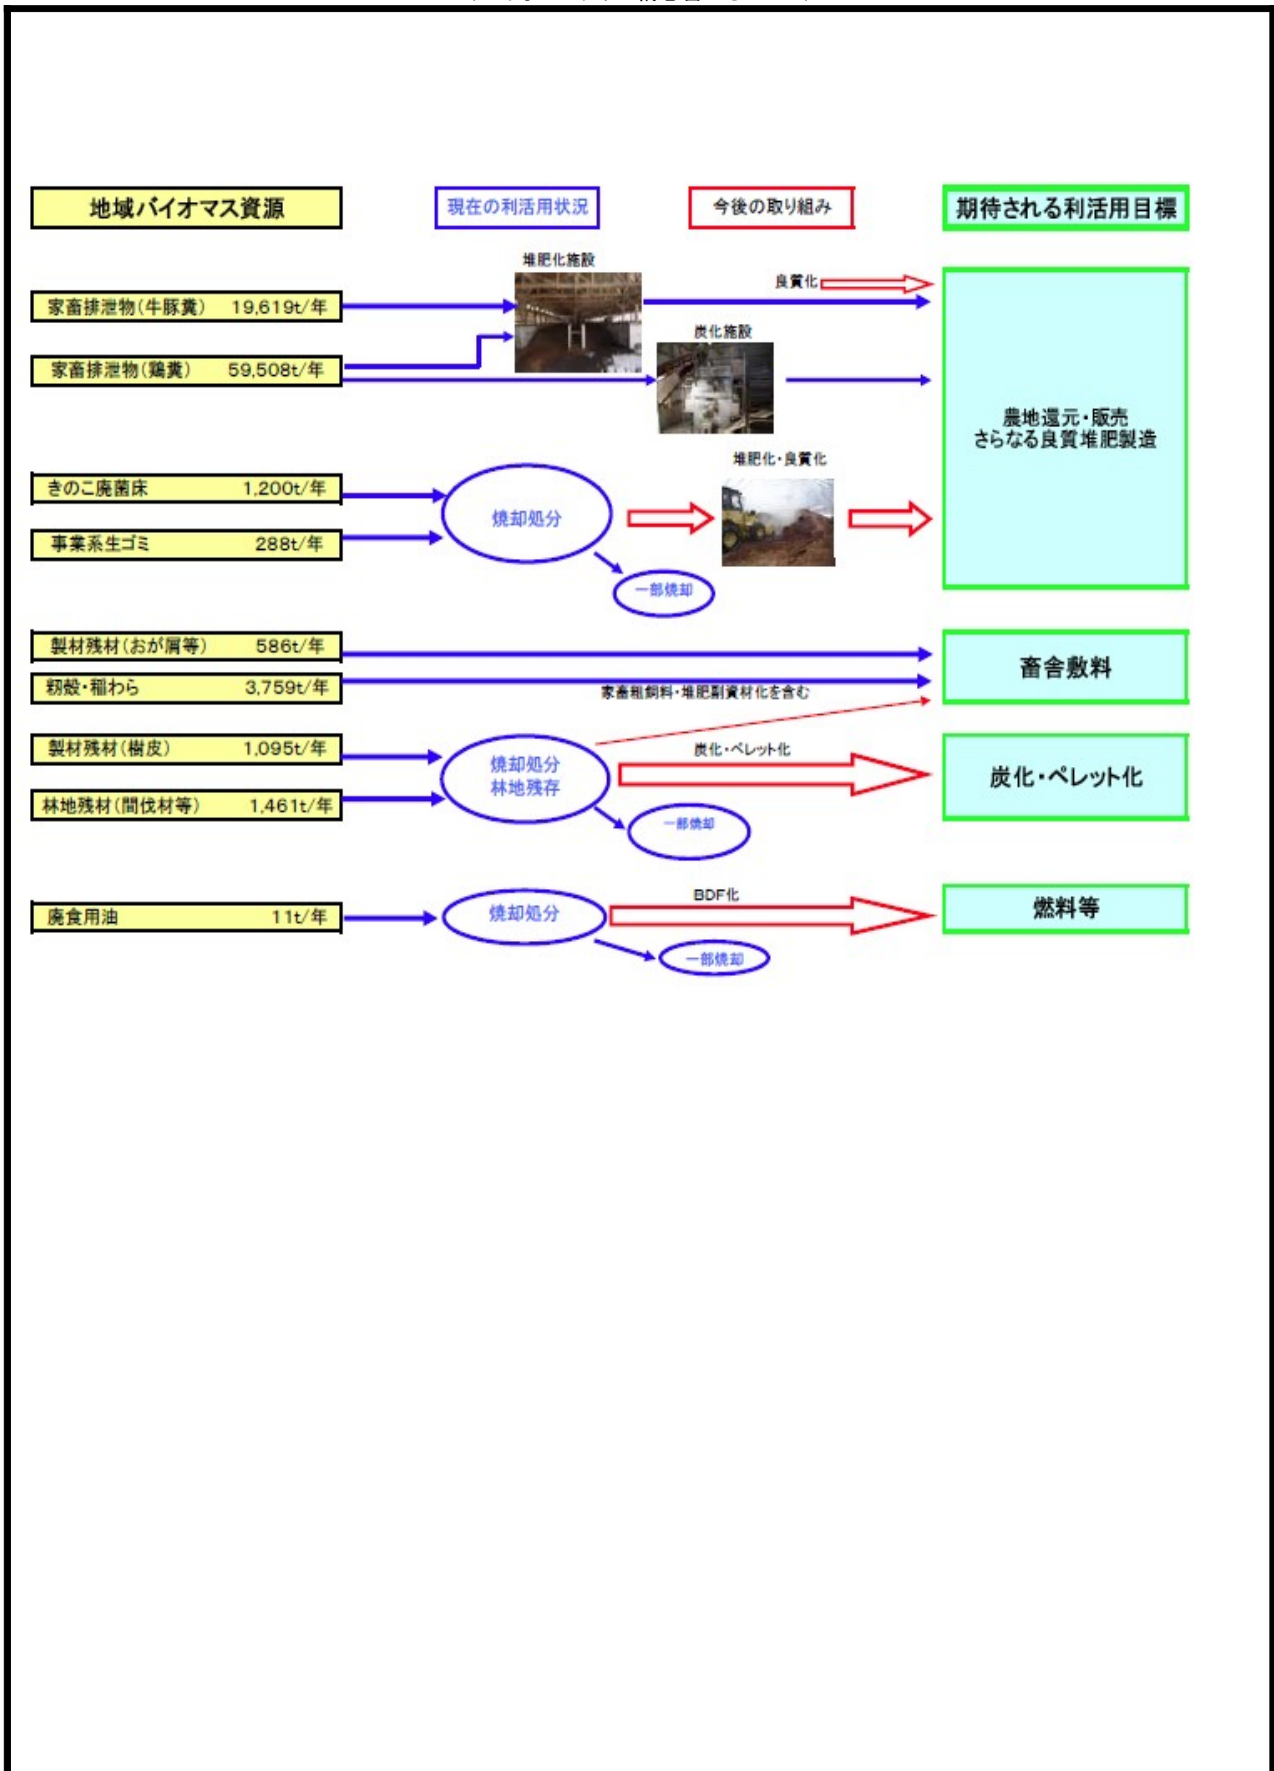 地域バイオマス資源
現在の利活用状況
今後の取り組み
期待される利活用目標
堆肥化施設
良質化
家畜排泄物(牛豚糞) 19,619t/年
炭化施設
家畜排泄物(鶏糞) 59,508t/年
農地還元・販売
さらなる良質堆肥製造
堆肥化・良質化
きのこ廃菌床 1,200t/年
焼却処分
事業系生ゴミ 288t/年
一部焼却
製材残材(おが屑等) 586t/年
畜舎敷料
籾殻・稲わら 3,759t/年
家畜粗飼料・堆肥副資材化を含む
製材残材(樹皮) 1,095t/年
炭化・ペレット化
焼却処分
林地残存
炭化・ペレット化
林地残材(間伐材等) 1,461t/年
一部焼却
BDF化
燃料等
廃食用油 11t/年
焼却処分
一部焼却